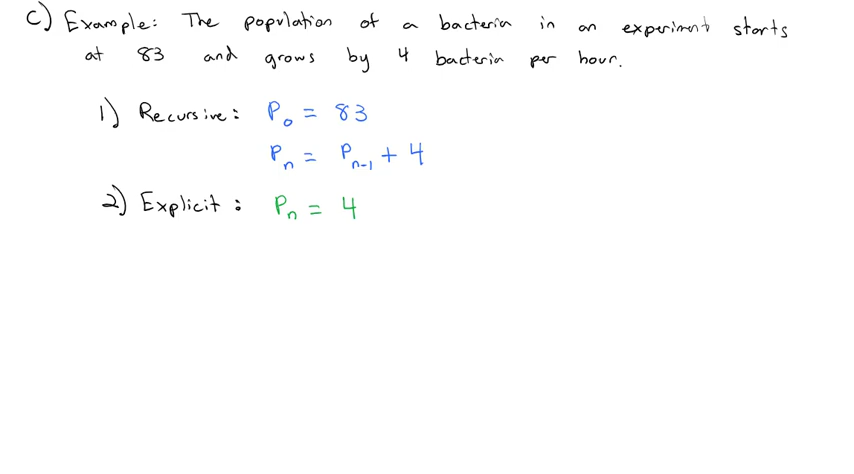 C) Example: The population of a bacteria in an experiment starts
at 83 and grows by 4 bacteria per hour.
1) Recursive: P₀ = 83
Pₙ = Pₙ₋₁ + 4
2) Explicit: Pₙ = 4